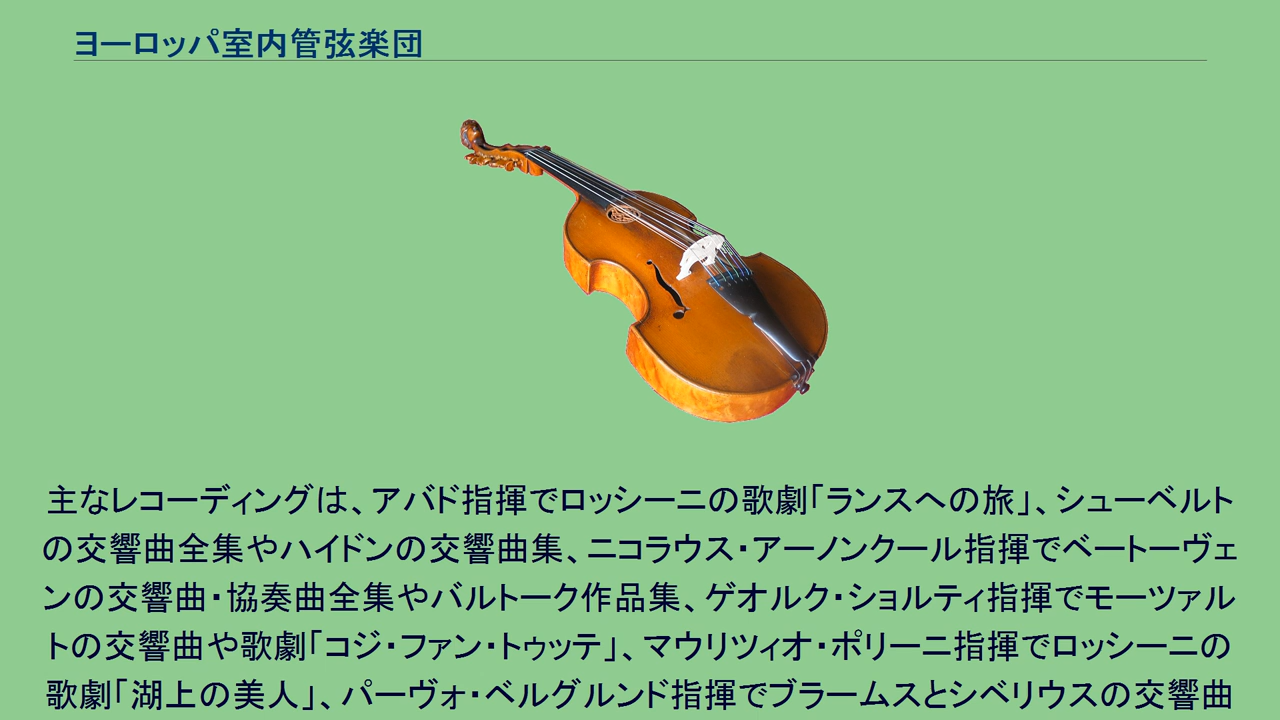 ヨーロッパ室内管弦楽団
主なレコーディングは、アバド指揮でロッシーニの歌劇「ランスへの旅」、シューベルト
の交響曲全集やハイドンの交響曲集、ニコラウス・アーノンクール指揮でベートーヴェ
ンの交響曲・協奏曲全集やバルトーク作品集、ゲオルク・ショルティ指揮でモーツァル
トの交響曲や歌劇「コジ・ファン・トゥッテ」、マウリツィオ・ポリーニ指揮でロッシーニの
歌劇「湖上の美人」、パーヴォ・ベルグルンド指揮でブラームスとシベリウスの交響曲